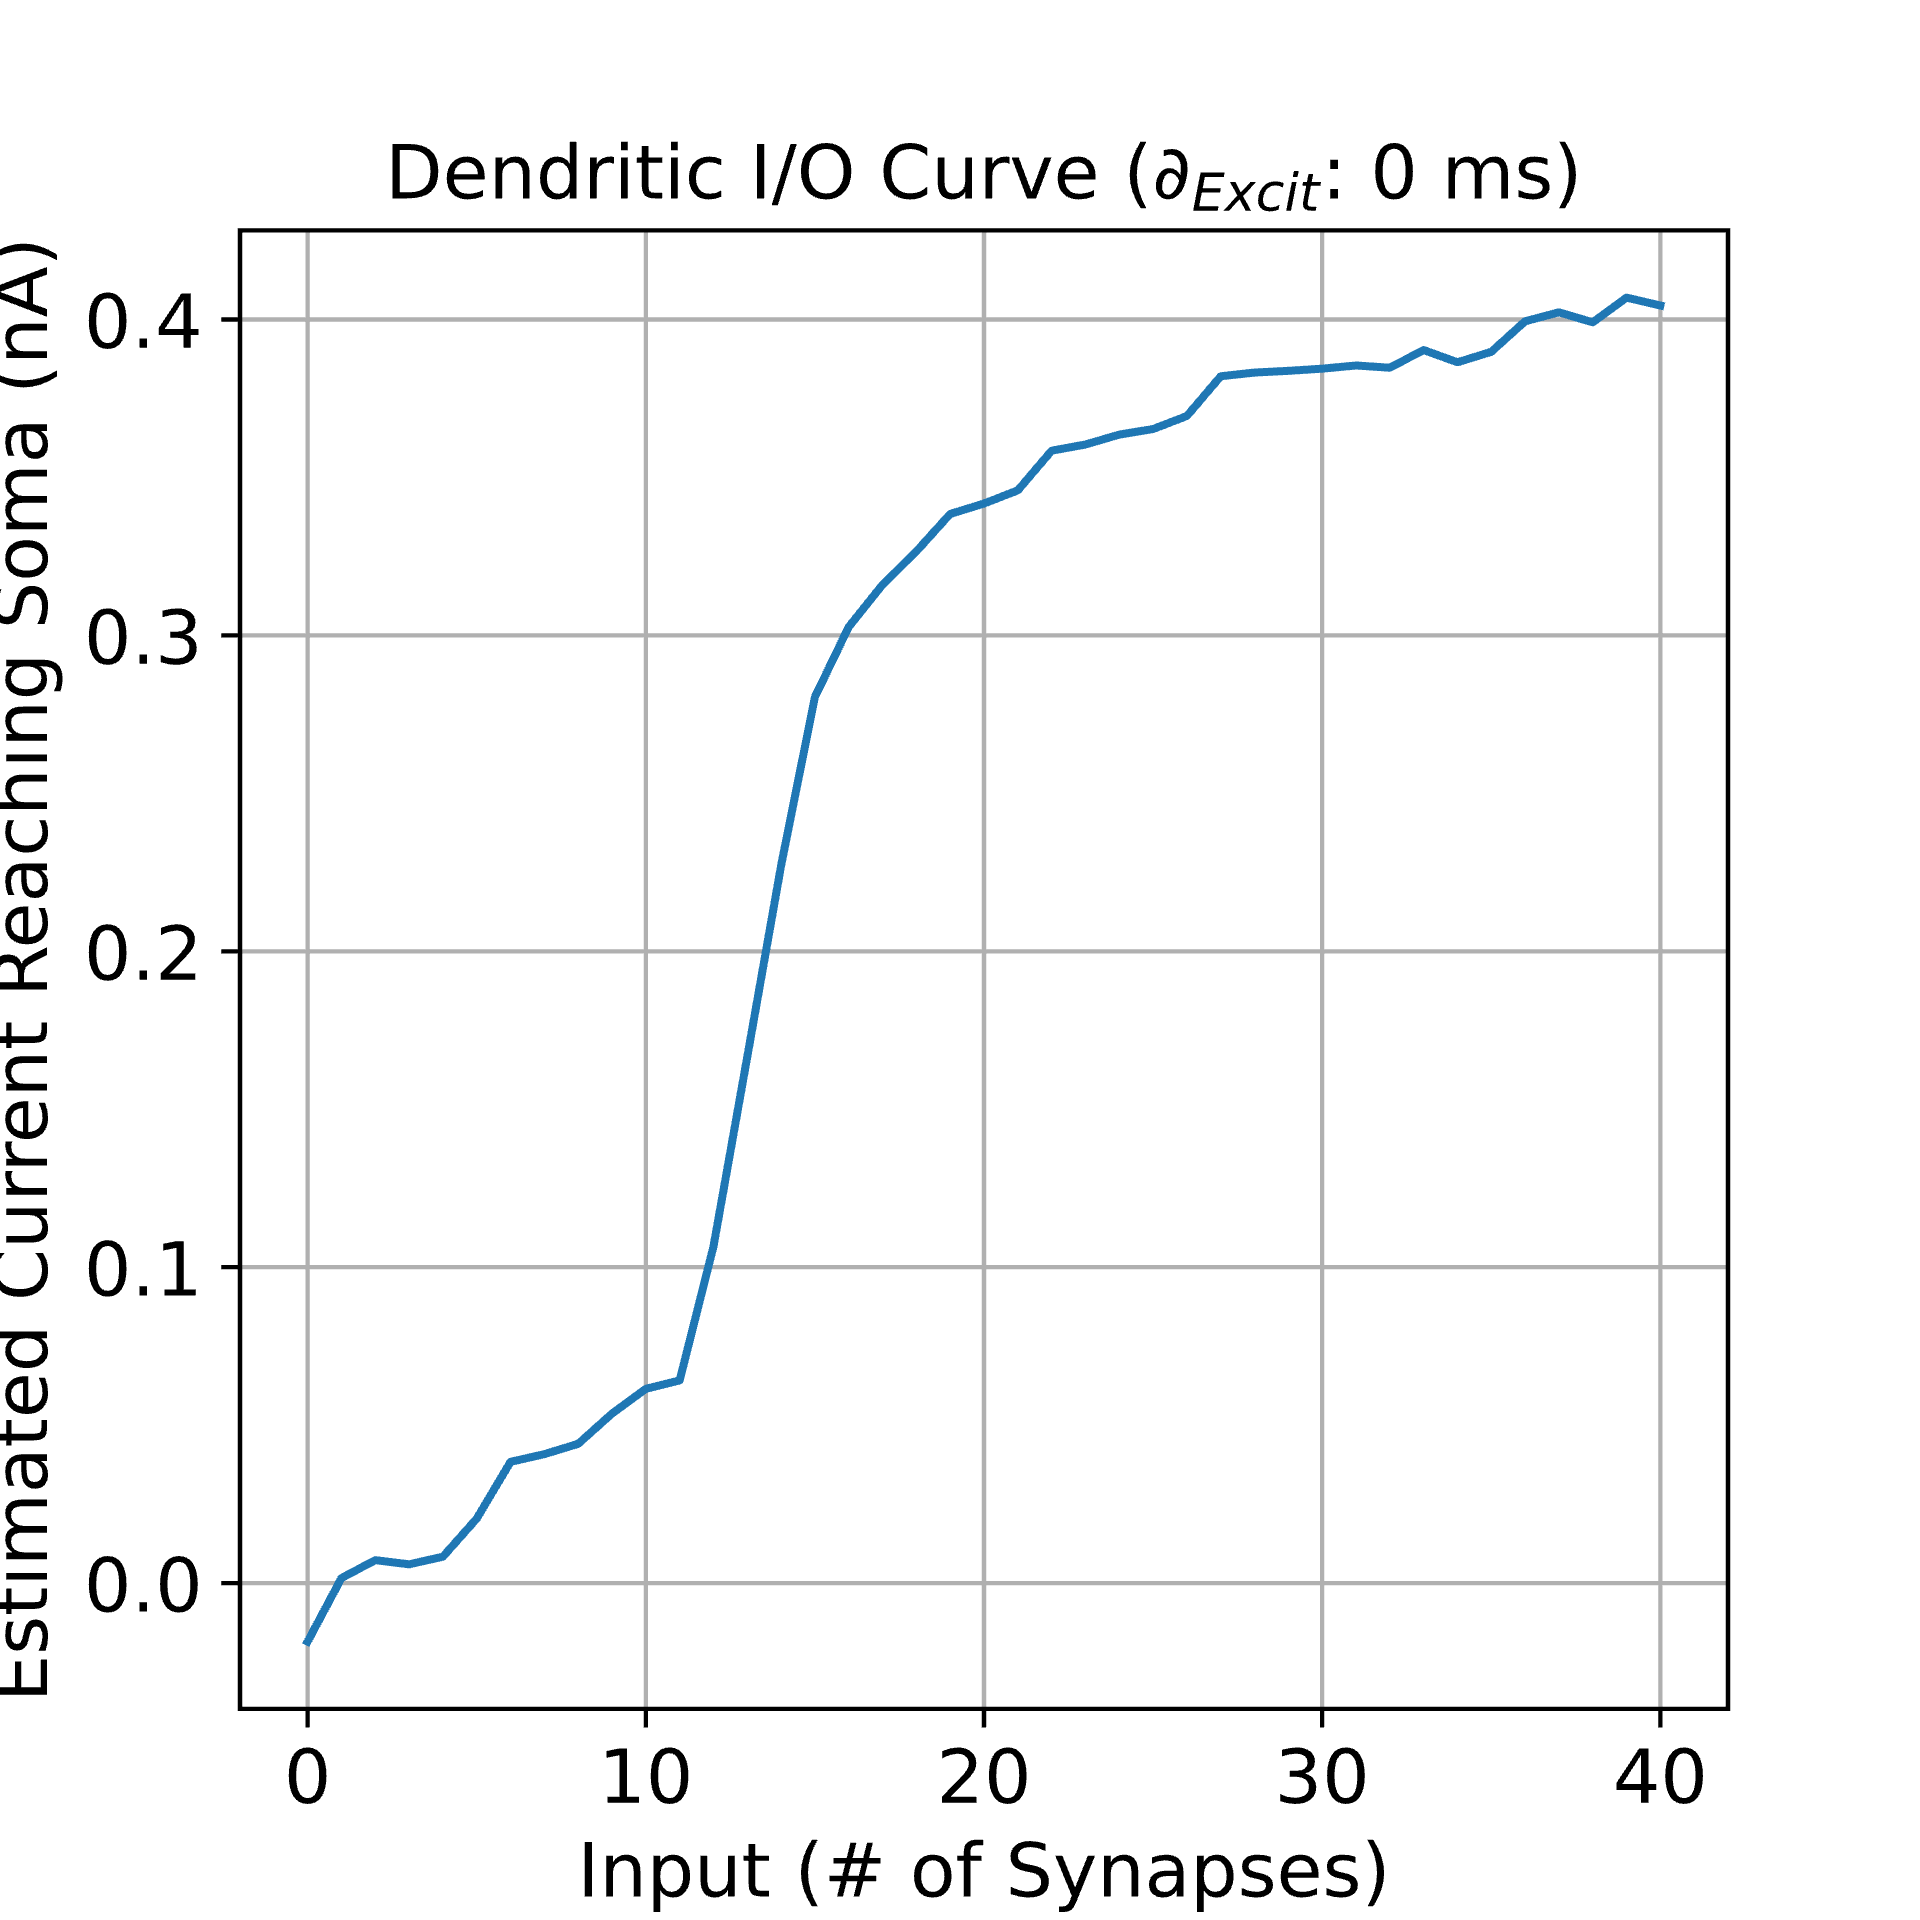 Dendritic I/O Curve (∂Excit: 0 ms)
Estimated Current Reaching Soma (nA)
0.4
0.3
0.2
0.1
0.0
0 10 20 30 40
Input (# of Synapses)